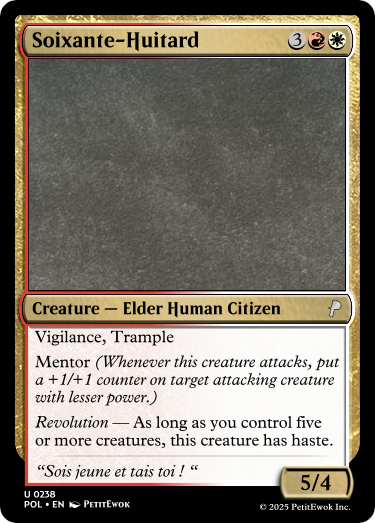 Soixante-Huitard
3
Creature — Elder Human Citizen
Vigilance, Trample
Mentor (Whenever this creature attacks, put
a +1/+1 counter on target attacking creature
with lesser power.)
Revolution — As long as you control five
or more creatures, this creature has haste.
“Sois jeune et tais toi ! “
5/4
U 0238
POL • EN PetitEwok
© 2025 PetitEwok Inc.